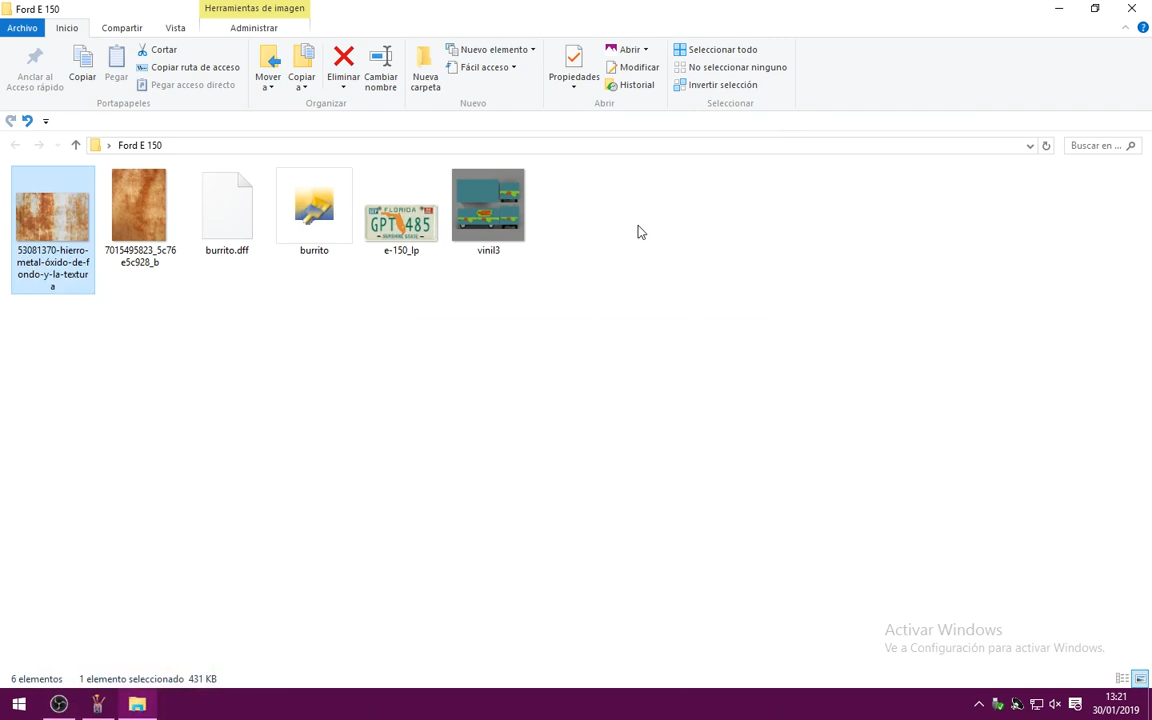 Ford E 150
Herramientas de imagen
Archivo
Inicio
Compartir
Vista
Administrar
Anclar al
Acceso rápido
Copiar
Pegar
Cortar
Copiar ruta de acceso
Pegar acceso directo
Portapapeles
Mover
a
Copiar
a
Eliminar
Cambiar
nombre
Organizar
Nueva
carpeta
Nuevo elemento
Fácil acceso
Nuevo
Propiedades
Abrir
Modificar
Historial
Abrir
Seleccionar todo
No seleccionar ninguno
Invertir selección
Seleccionar
Ford E 150
Buscar en ...
53081370-hierro-
metal-óxido-de-f
ondo-y-la-textur
a
7015495823_5c76
e5c928_b
burrito.dff
burrito
FLORIDA
GPT 485
SUNSHINE STATE
e-150_lp
vinil3
Activar Windows
Ve a Configuración para activar Windows.
6 elementos
1 elemento seleccionado 431 KB
13:21
30/01/2019